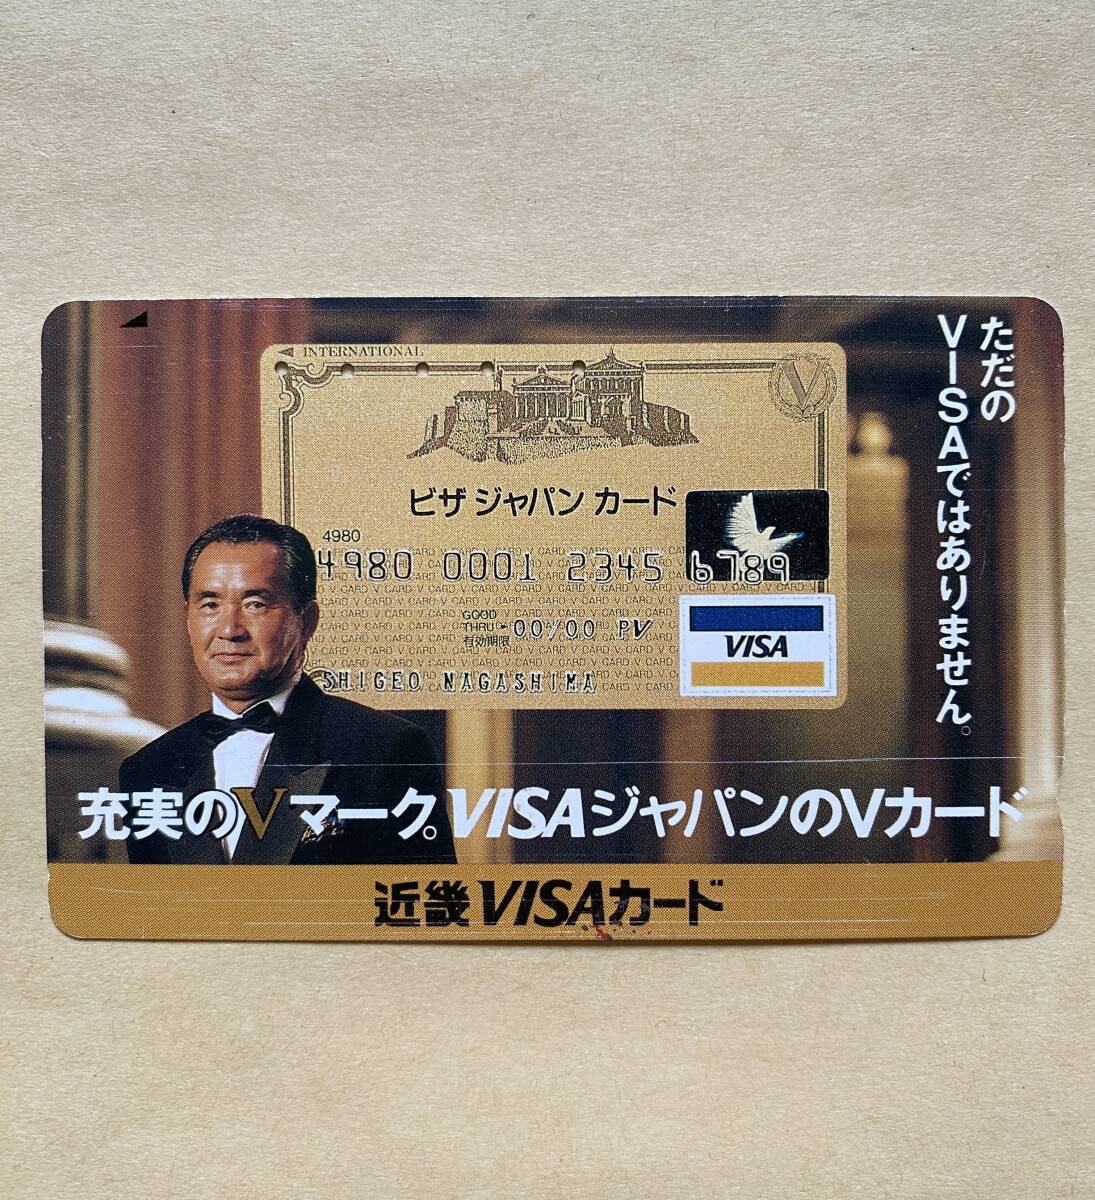 ただの
VISAではありません。
INTERNATIONAL
V
ビザ ジャパン カード
4980
4980 0001 2345 6789
GOOD
THRU
有効期限
00/00 PV
VISA
SHIGEO NAGASHIMA
充実のVマーク。VISAジャパンのVカード
近畿VISAカード